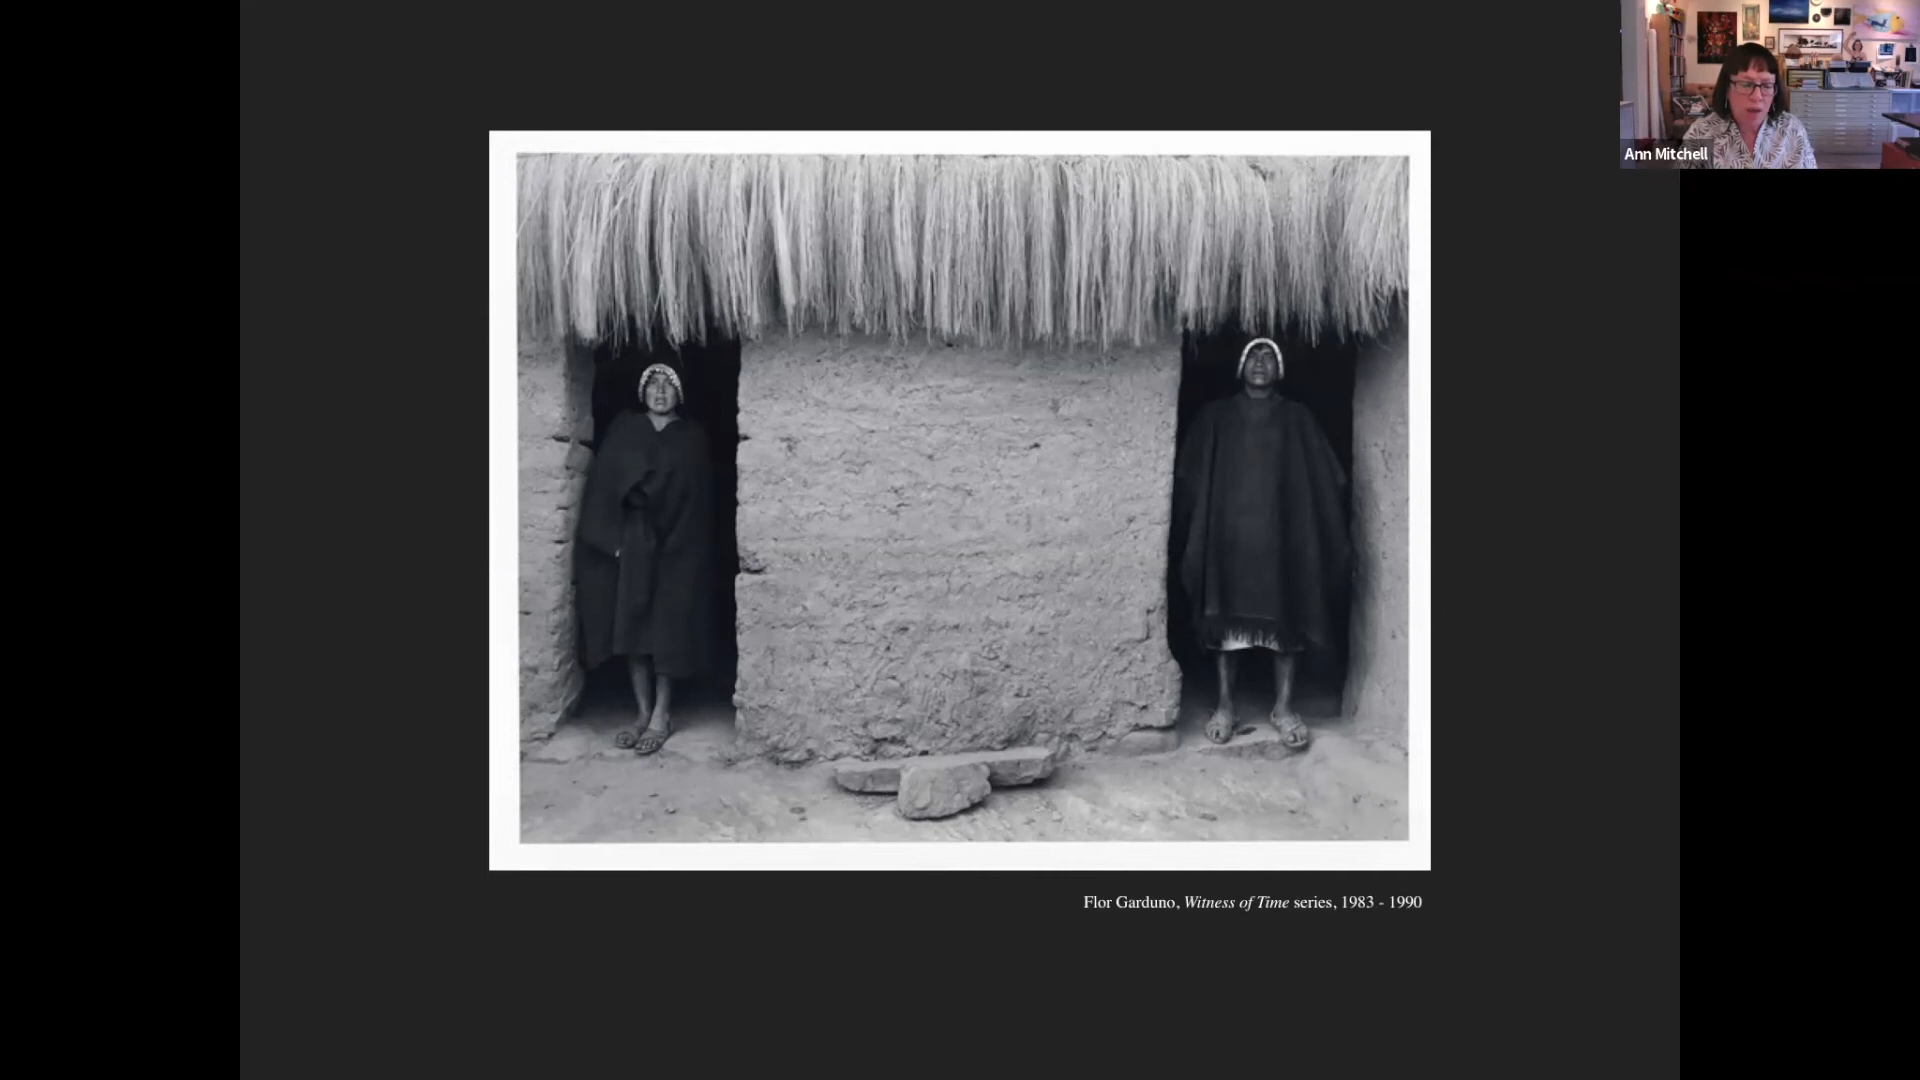 Ann Mitchell
Flor Garduno, Witness of Time series, 1983 - 1990